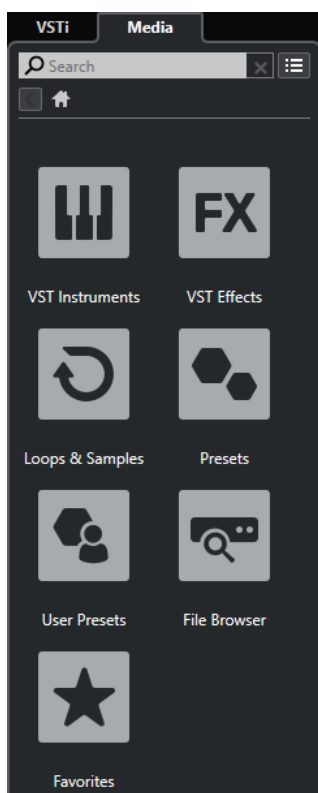 VSTi Media
Search
FX
VST Instruments VST Effects
Loops & Samples Presets
User Presets File Browser
Favorites